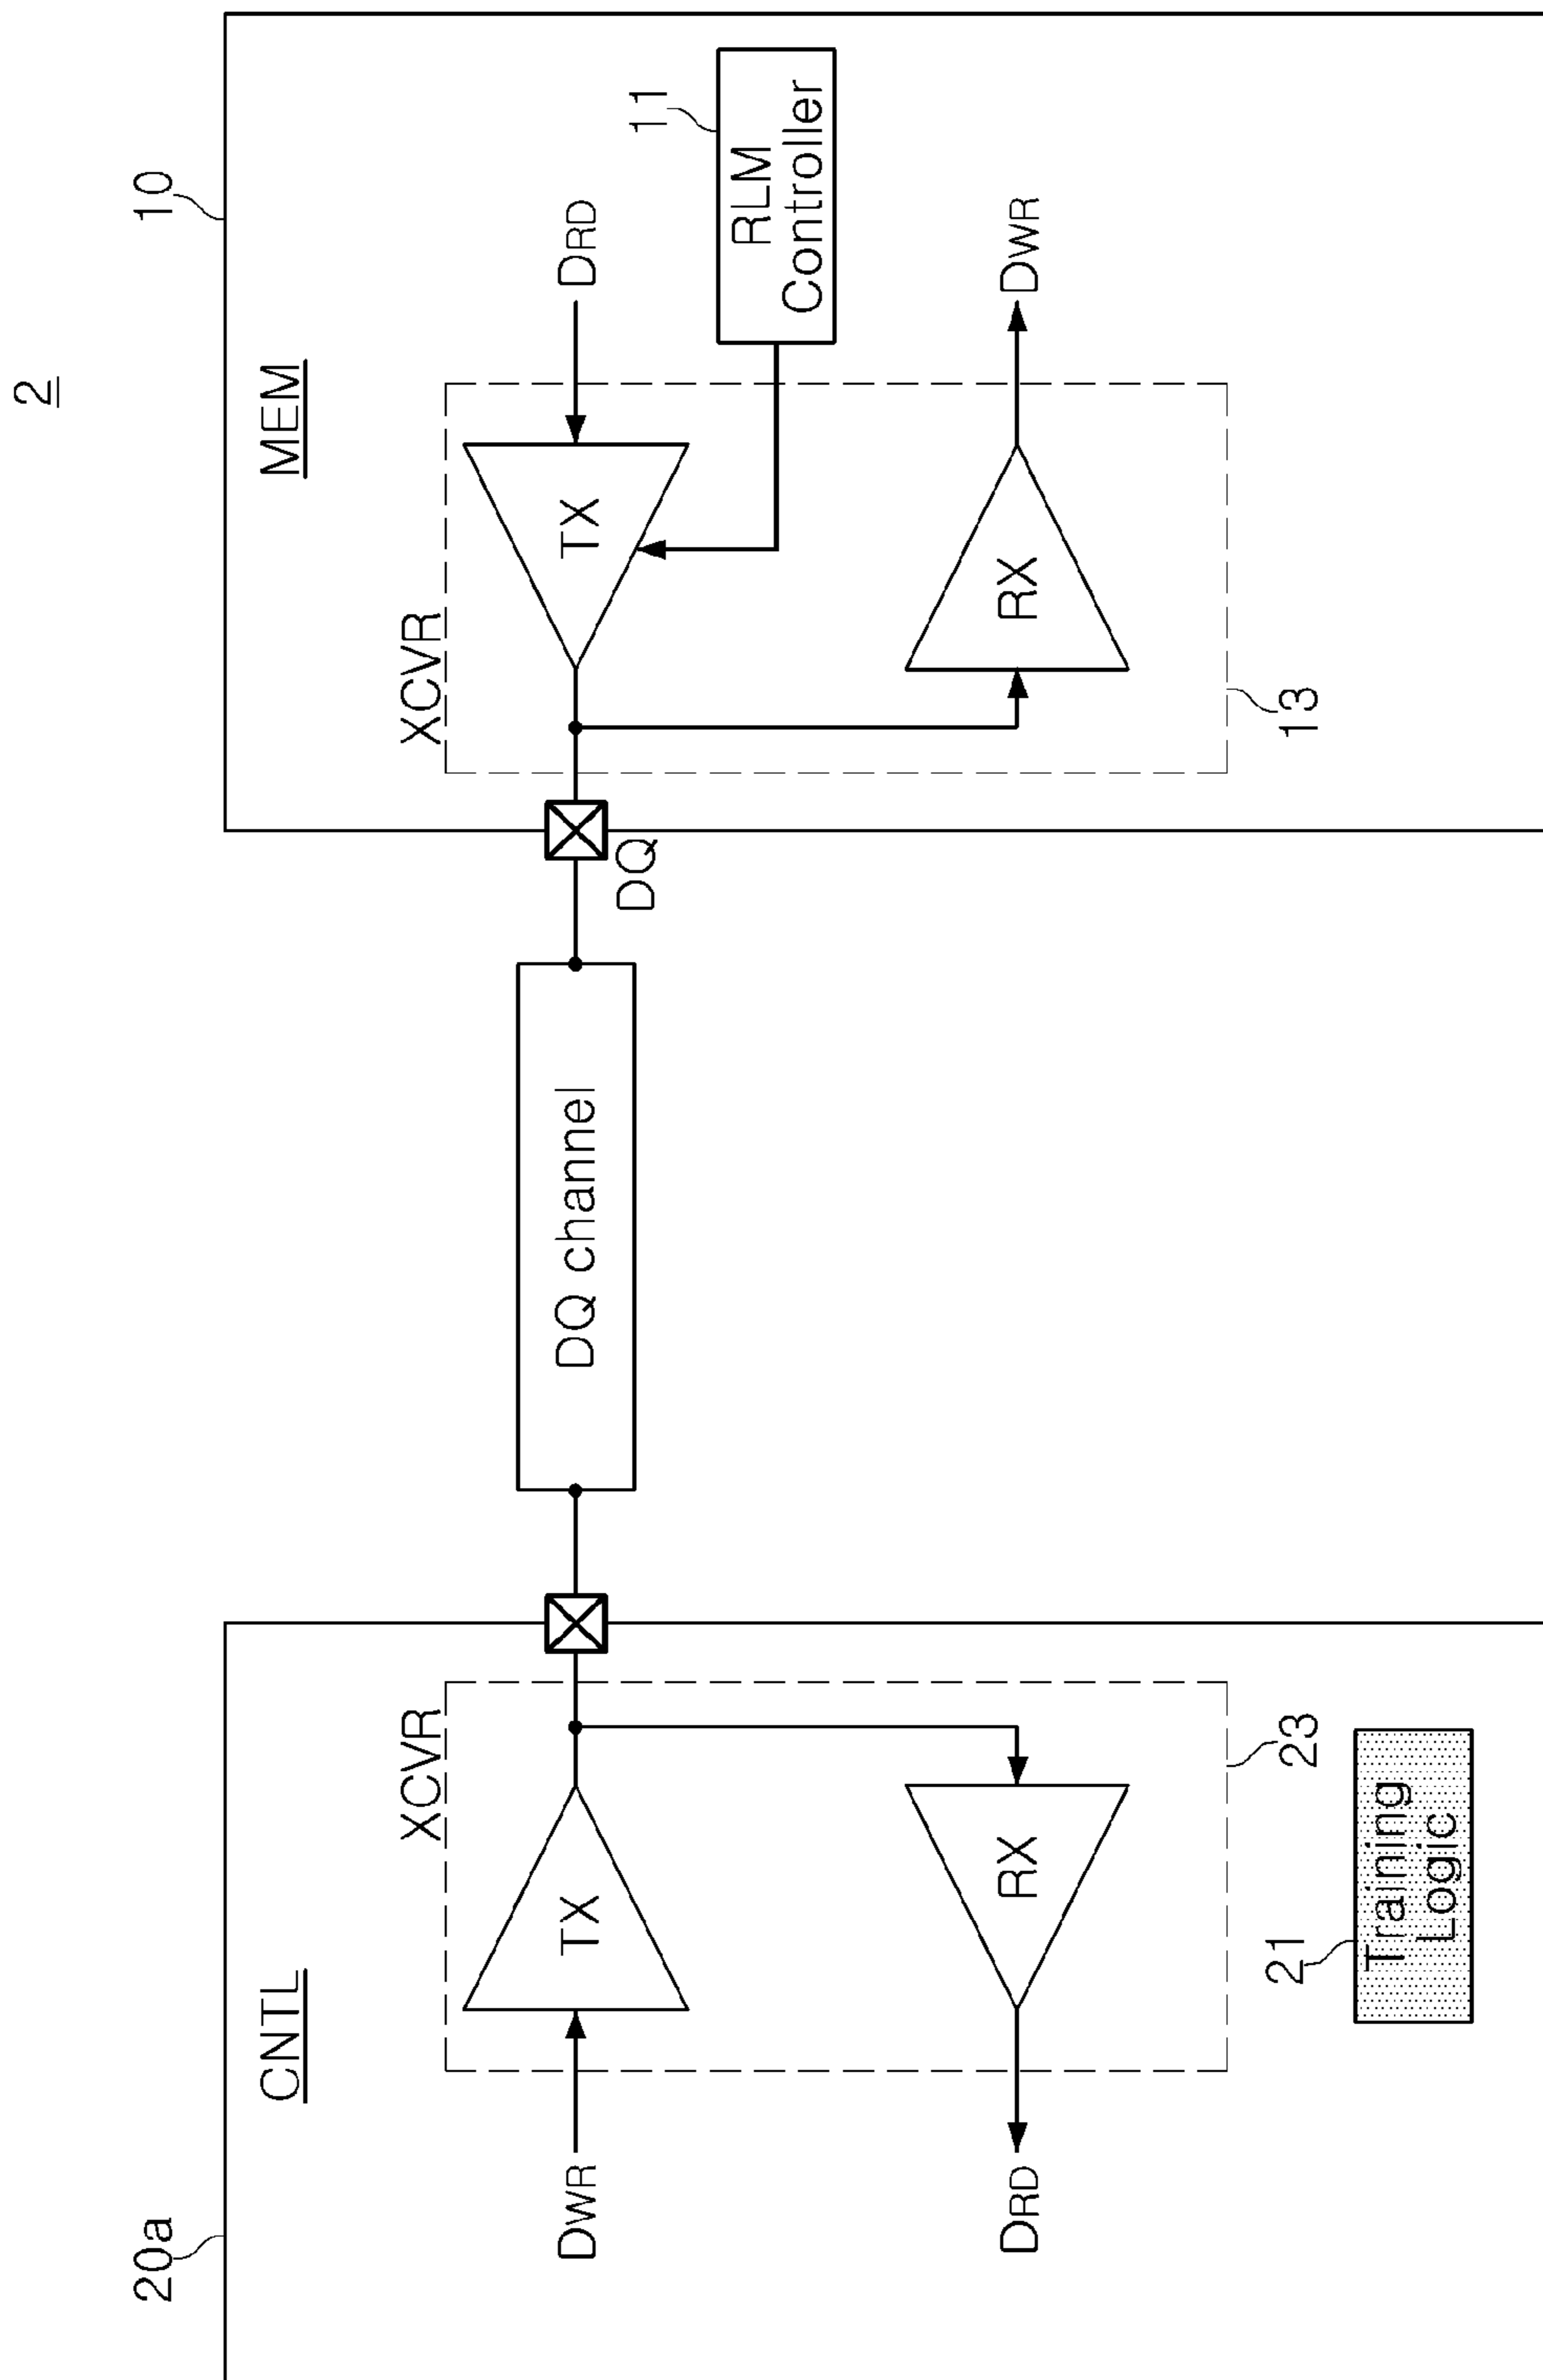 2
20a
10
CNTL
MEM
XCVR
XCVR
DWR
TX
DQ channel
DQ
TX
DRD
11
RLM
Controller
DRD
RX
RX
DWR
23
13
21
Training
Logic